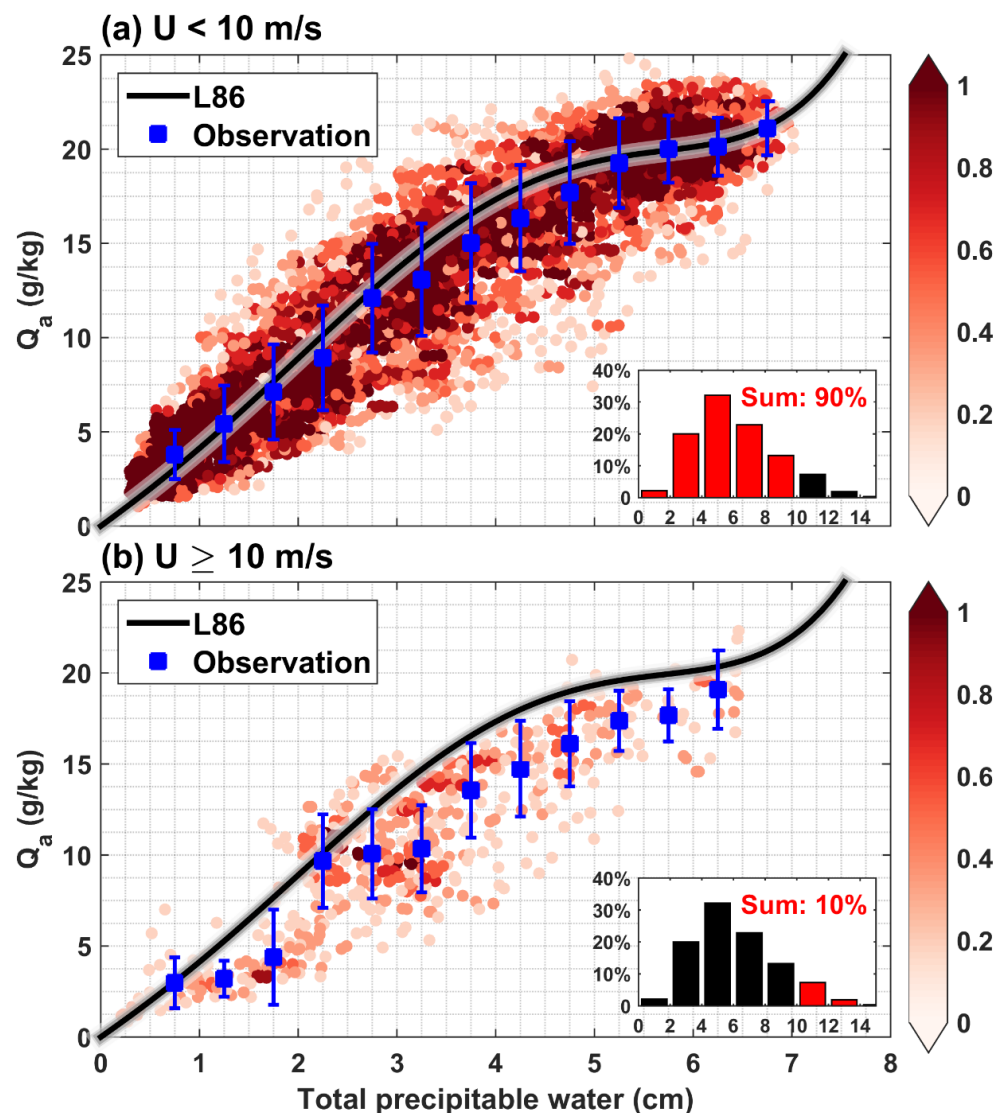 (a) U < 10 m/s
25
20
15
10
5
0
Q_a (g/kg)
L86
Observation
40%
30%
20%
10%
0
Sum: 90%
0 2 4 6 8 10 12 14
1
0.8
0.6
0.4
0.2
0
(b) U ≥ 10 m/s
25
20
15
10
5
0
Q_a (g/kg)
L86
Observation
40%
30%
20%
10%
0
Sum: 10%
0 2 4 6 8 10 12 14
1
0.8
0.6
0.4
0.2
0
0 1 2 3 4 5 6 7 8
Total precipitable water (cm)